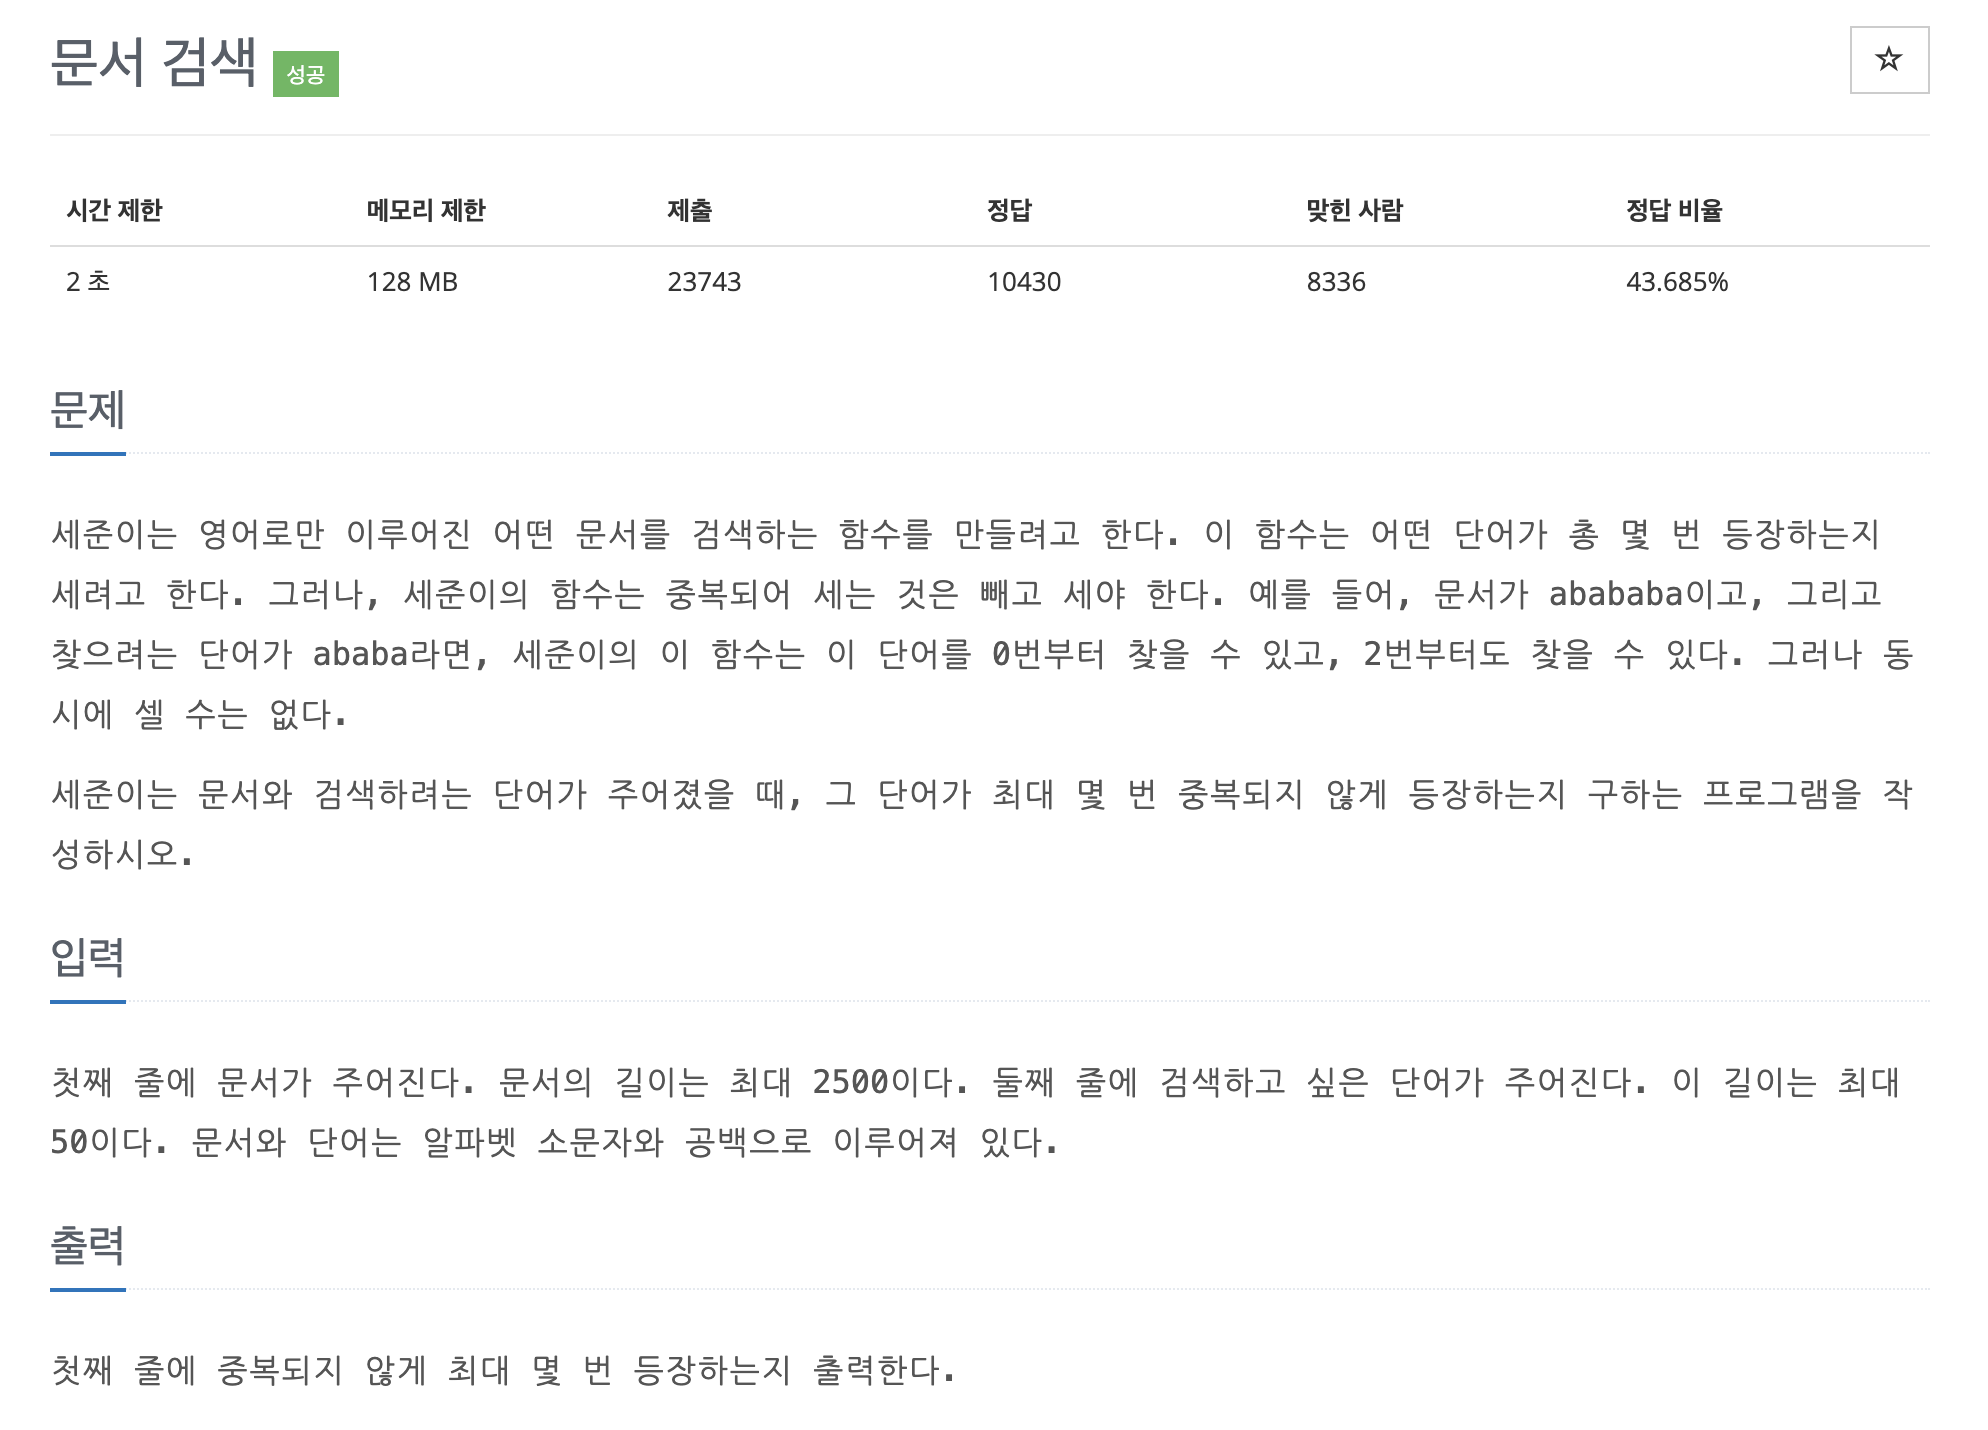 문서 검색 성공
시간 제한 메모리 제한 제출 정답 맞힌 사람 정답 비율
2 초 128 MB 23743 10430 8336 43.685%
문제
세준이는 영어로만 이루어진 어떤 문서를 검색하는 함수를 만들려고 한다. 이 함수는 어떤 단어가 총 몇 번 등장하는지
세려고 한다. 그러나, 세준이의 함수는 중복되어 세는 것은 빼고 세야 한다. 예를 들어, 문서가 abababa이고, 그리고
찾으려는 단어가 ababa라면, 세준이의 이 함수는 이 단어를 0번부터 찾을 수 있고, 2번부터도 찾을 수 있다. 그러나 동
시에 셀 수는 없다.
세준이는 문서와 검색하려는 단어가 주어졌을 때, 그 단어가 최대 몇 번 중복되지 않게 등장하는지 구하는 프로그램을 작
성하시오.
입력
첫째 줄에 문서가 주어진다. 문서의 길이는 최대 2500이다. 둘째 줄에 검색하고 싶은 단어가 주어진다. 이 길이는 최대
50이다. 문서와 단어는 알파벳 소문자와 공백으로 이루어져 있다.
출력
첫째 줄에 중복되지 않게 최대 몇 번 등장하는지 출력한다.